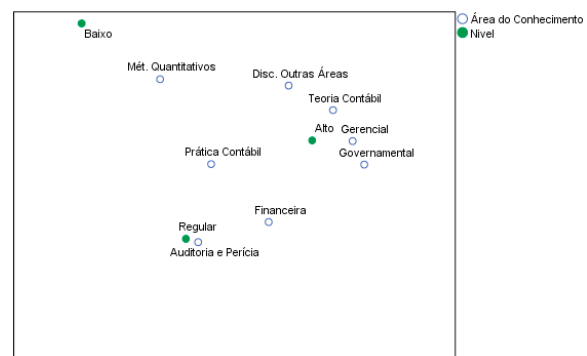 Área do Conhecimento
Nivel
Baixo
Mét. Quantitativos
Disc. Outras Áreas
Teoria Contábil
Alto
Gerencial
Prática Contábil
Governamental
Financeira
Regular
Auditoria e Perícia